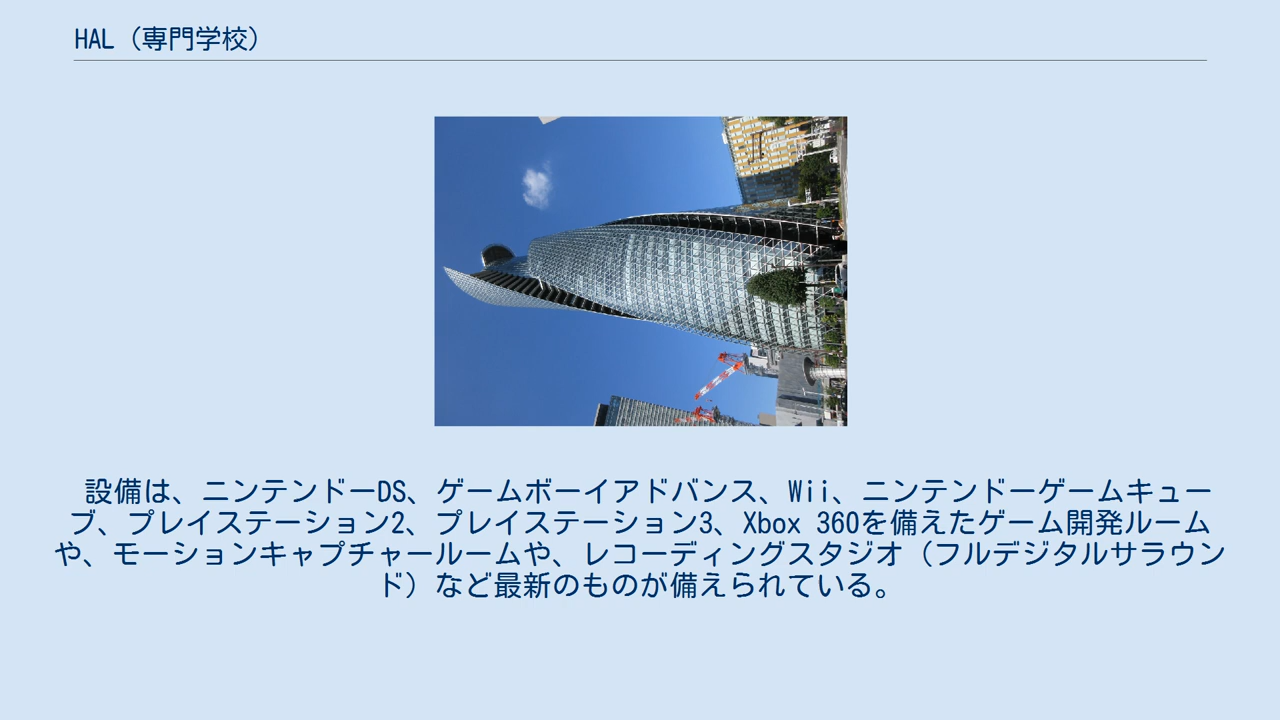 HAL（専門学校）
設備は、ニンテンドーDS、ゲームボーイアドバンス、Wii、ニンテンドーゲームキュー
ブ、プレイステーション2、プレイステーション3、Xbox 360を備えたゲーム開発ルーム
や、モーションキャプチャールームや、レコーディングスタジオ（フルデジタルサラウン
ド）など最新のものが備えられている。